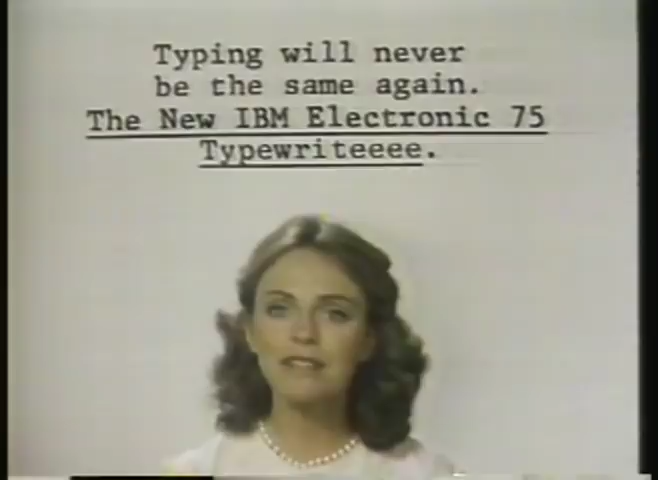 Typing will never
be the same again.
The New IBM Electronic 75
Typewriteeee.